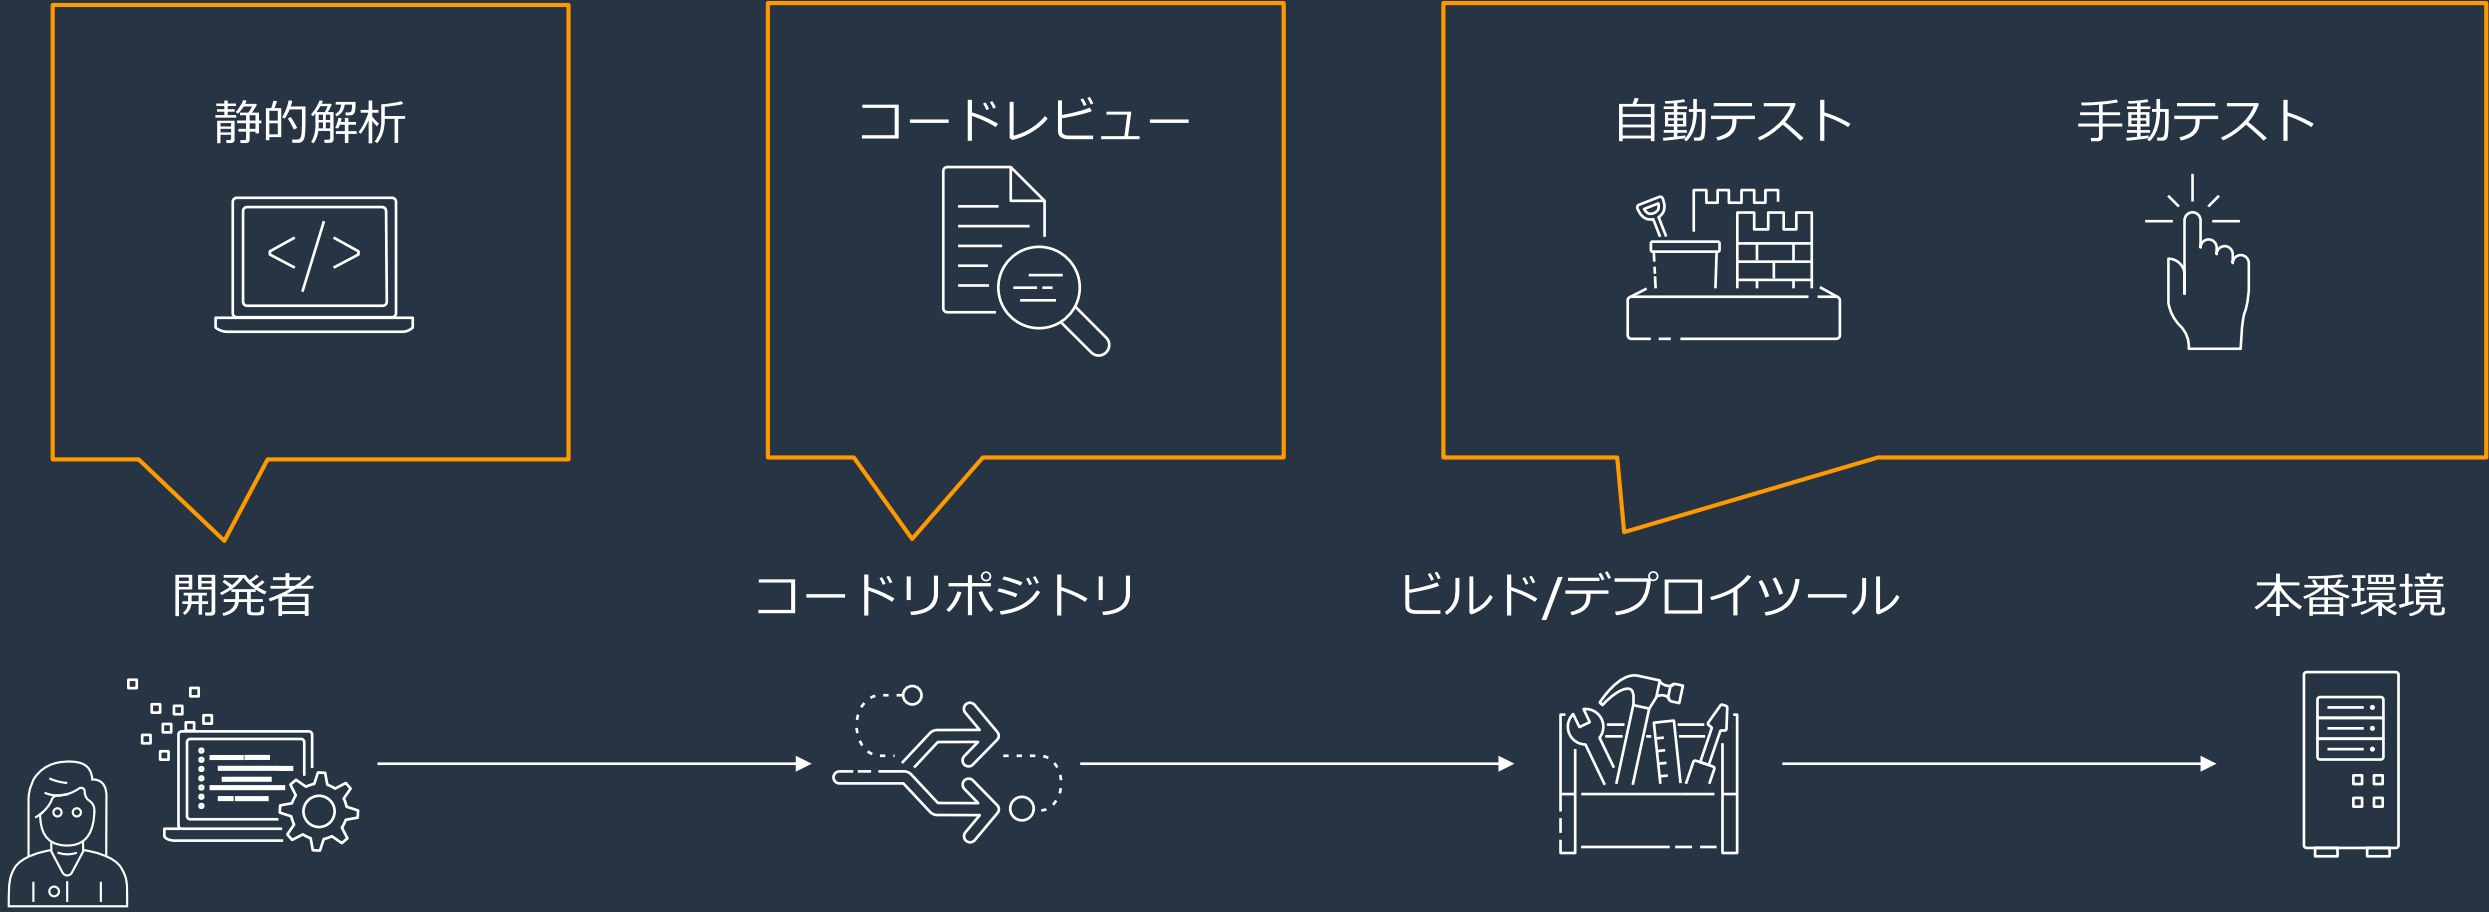 静的解析
コードレビュー
自動テスト
手動テスト
</>
開発者
コードリポジトリ
ビルド/デプロイツール
本番環境